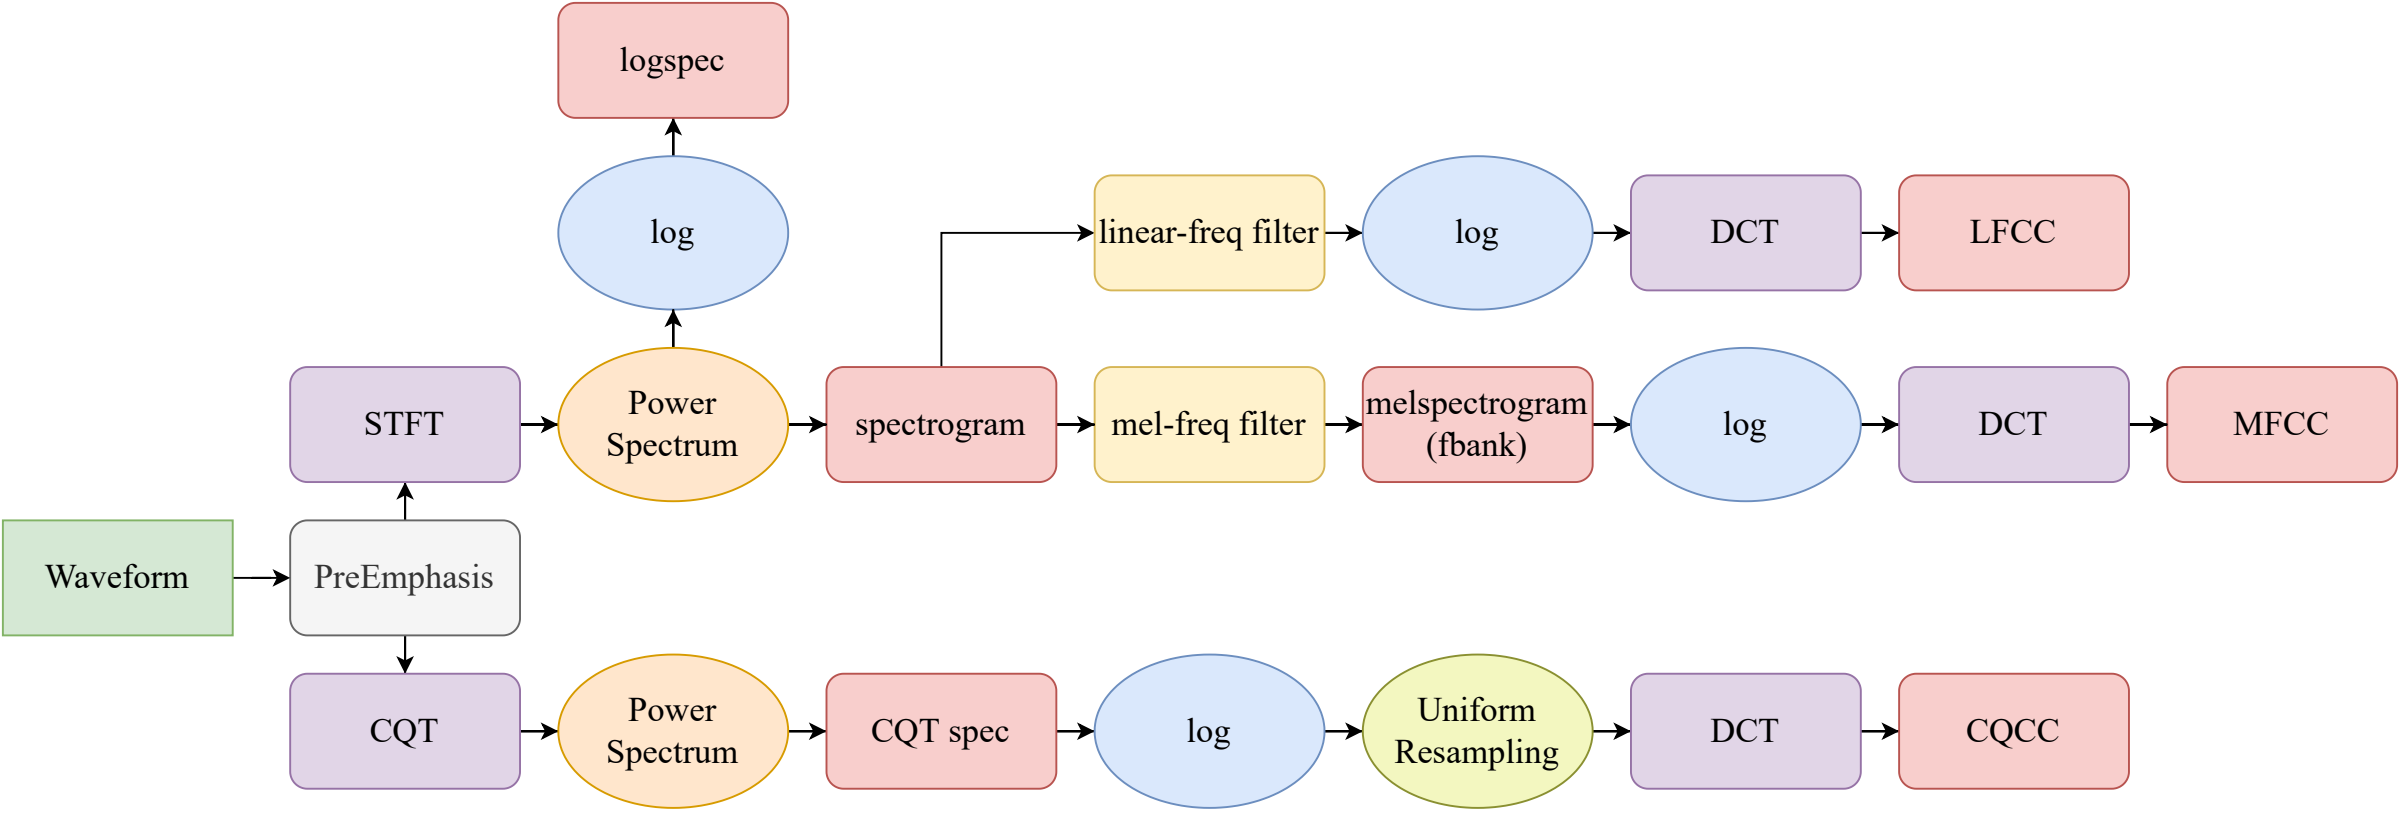 logspec
log
linear-freq filter
log
DCT
LFCC
STFT
Power
Spectrum
spectrogram
mel-freq filter
melspectrogram
(fbank)
log
DCT
MFCC
Waveform
PreEmphasis
CQT
Power
Spectrum
CQT spec
log
Uniform
Resampling
DCT
CQCC